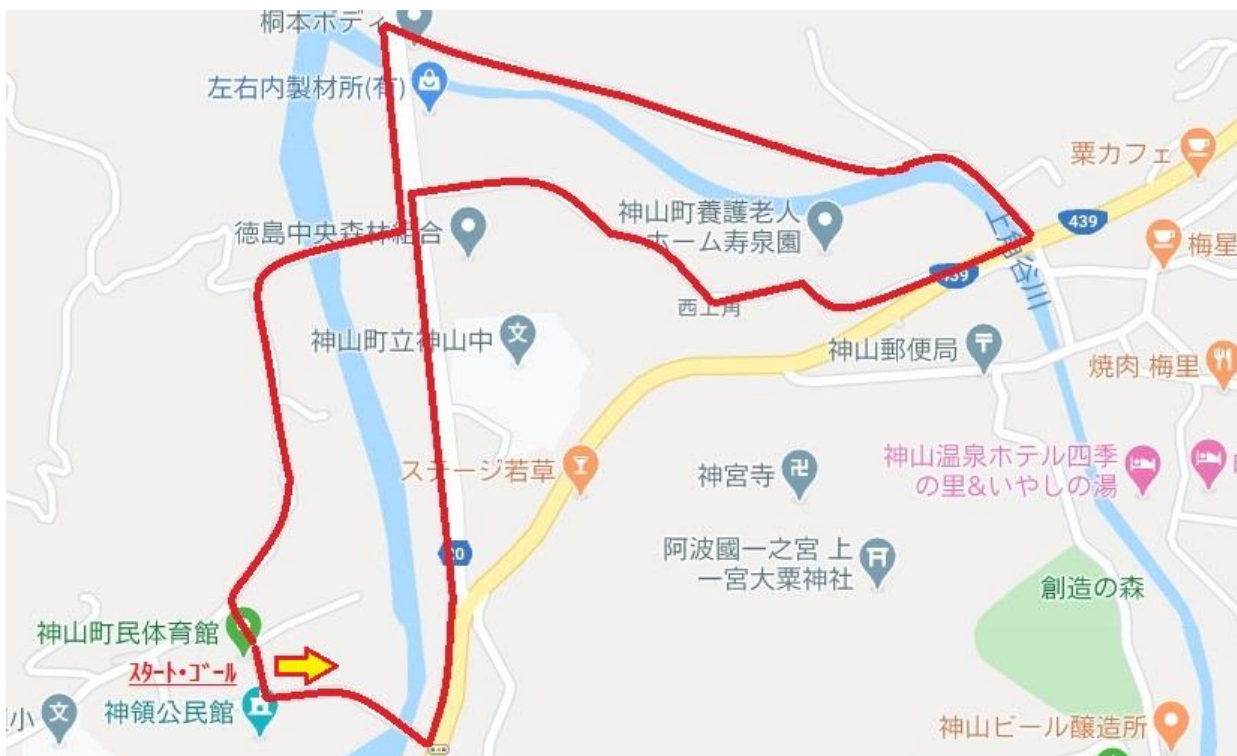 桐本ボディ
左右内製材所(有)
栗カフェ
439
神山町養護老人
ホーム寿泉園
徳島中央森林組合
上角谷川
梅星
439
西上角
神山町立神山中
神山郵便局
焼肉 梅里
ステージ若草
神宮寺
神山温泉ホテル四季
の里&いやしの湯
20
阿波國一之宮 上
一宮大粟神社
創造の森
神山町民体育館
ｽﾀｰﾄ・ｺﾞｰﾙ
神領公民館
小
神山ビール醸造所